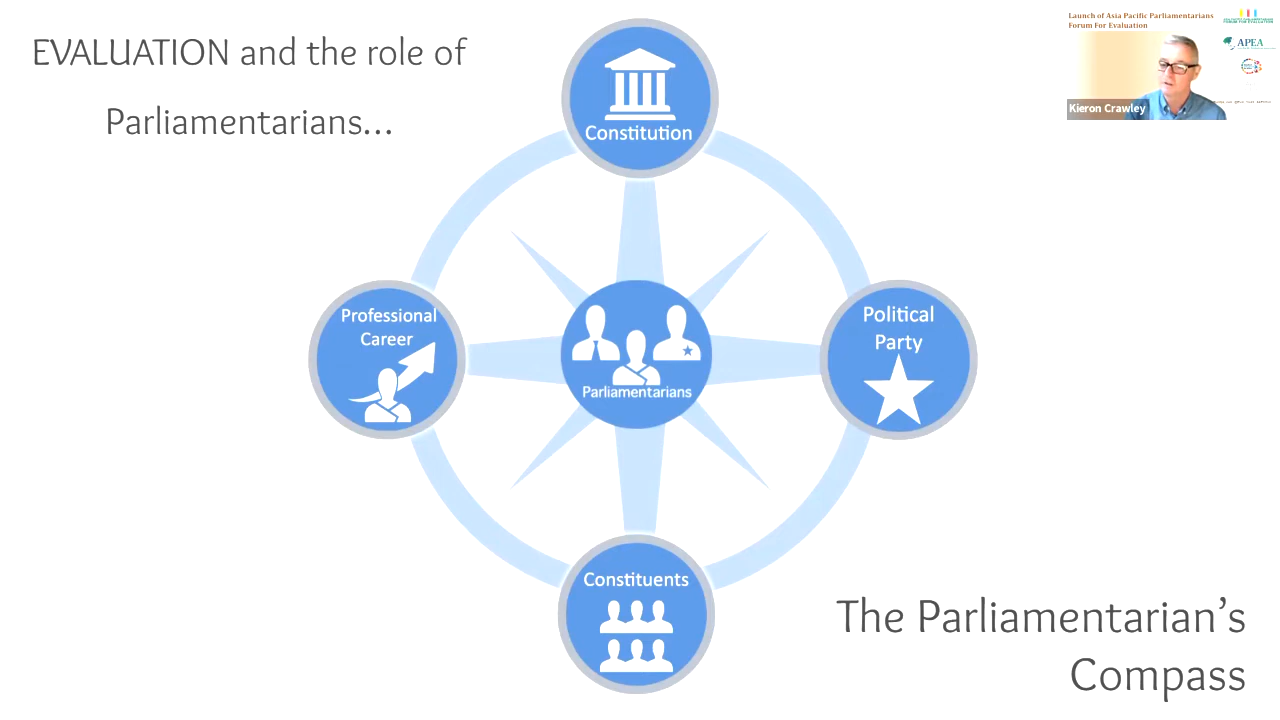 EVALUATION and the role of
Parliamentarians...
Launch of Asia Pacific Parliamentarians
Forum For Evaluation
APEA
Kieron Crawley
Constitution
Professional
Career
Political
Party
Parliamentarians
Constituents
The Parliamentarian's
Compass